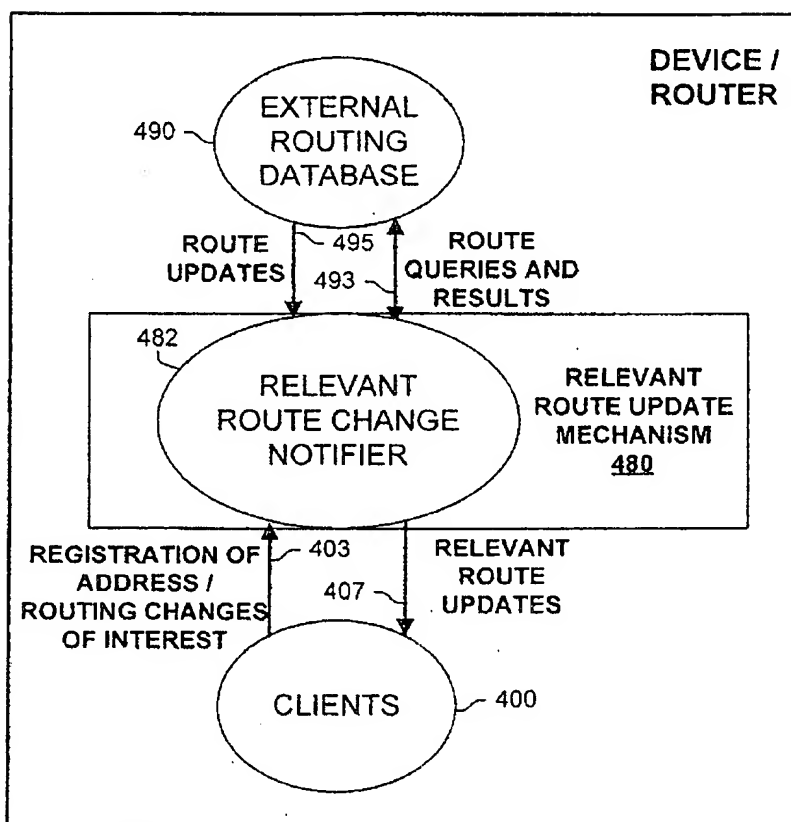 DEVICE /
ROUTER
490
EXTERNAL
ROUTING
DATABASE
ROUTE
UPDATES
495
493
ROUTE
QUERIES AND
RESULTS
482
RELEVANT
ROUTE CHANGE
NOTIFIER
RELEVANT
ROUTE UPDATE
MECHANISM
480
REGISTRATION OF
ADDRESS /
ROUTING CHANGES
OF INTEREST
403
407
RELEVANT
ROUTE
UPDATES
CLIENTS
400